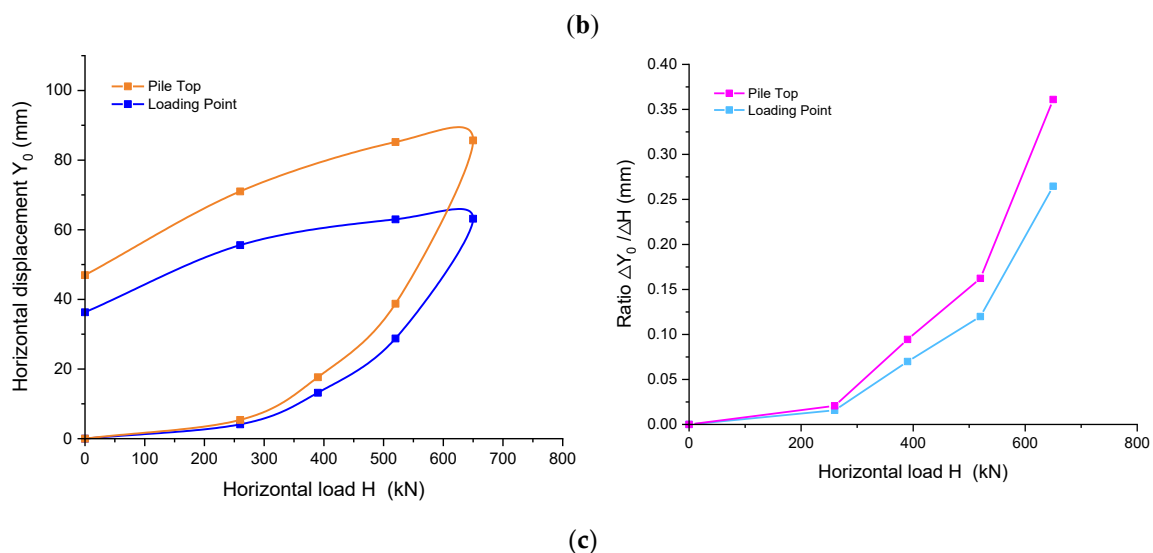 (b)
100
80
60
40
20
0
Horizontal displacement Y0 (mm)
Pile Top
Loading Point
0 100 200 300 400 500 600 700 800
Horizontal load H (kN)
0.40
0.35
0.30
0.25
0.20
0.15
0.10
0.05
0.00
Ratio ΔY0 /ΔH (mm)
Pile Top
Loading Point
0 200 400 600 800
Horizontal load H (kN)
(c)